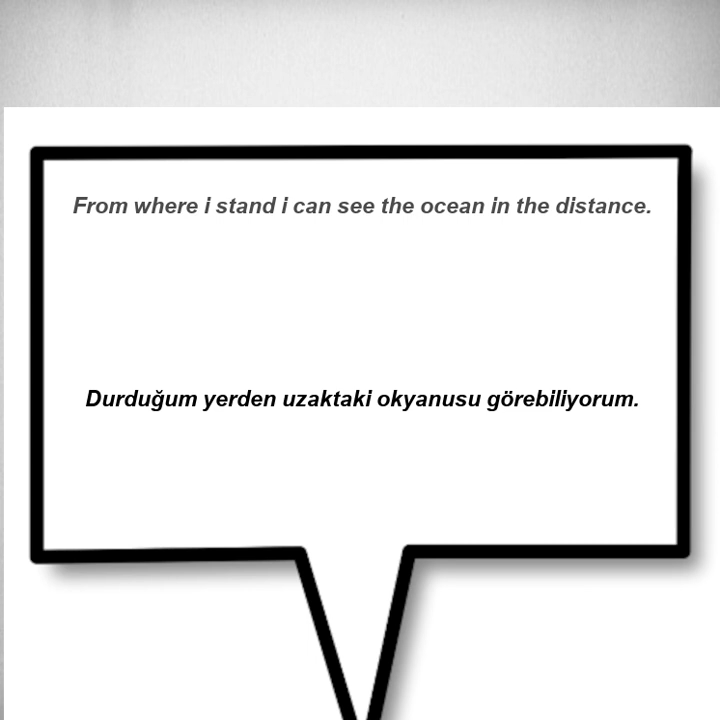 From where i stand i can see the ocean in the distance.
Durduğum yerden uzaktaki okyanusu görebiliyorum.